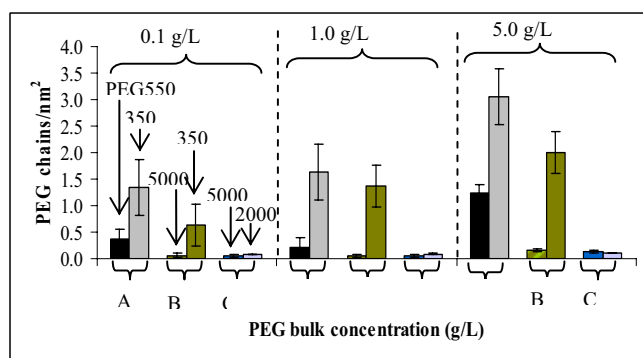 0.1 g/L 1.0 g/L 5.0 g/L
PEG chains/nm²
4.0
3.5
3.0
2.5
2.0
1.5
1.0
0.5
0.0
PEG550
350
350
5000 5000 2000
A B C B C
PEG bulk concentration (g/L)